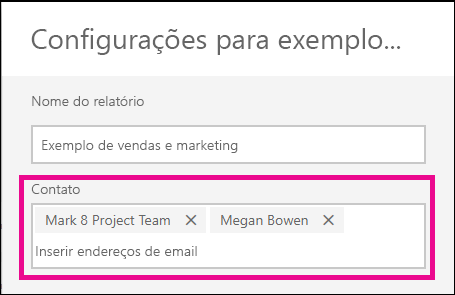 Configurações para exemplo...
Nome do relatório
Exemplo de vendas e marketing
Contato
Mark 8 Project Team × Megan Bowen ×
Inserir endereços de email